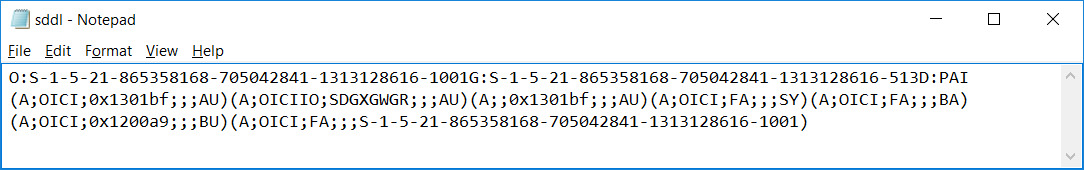 sddl - Notepad
File Edit Format View Help
O:S-1-5-21-865358168-705042841-1313128616-1001G:S-1-5-21-865358168-705042841-1313128616-513D:PAI
(A;OICI;0x1301bf;;;AU)(A;OICIIO;SDGXGWGR;;;AU)(A;;0x1301bf;;;AU)(A;OICI;FA;;;SY)(A;OICI;FA;;;BA)
(A;OICI;0x1200a9;;;BU)(A;OICI;FA;;;S-1-5-21-865358168-705042841-1313128616-1001)